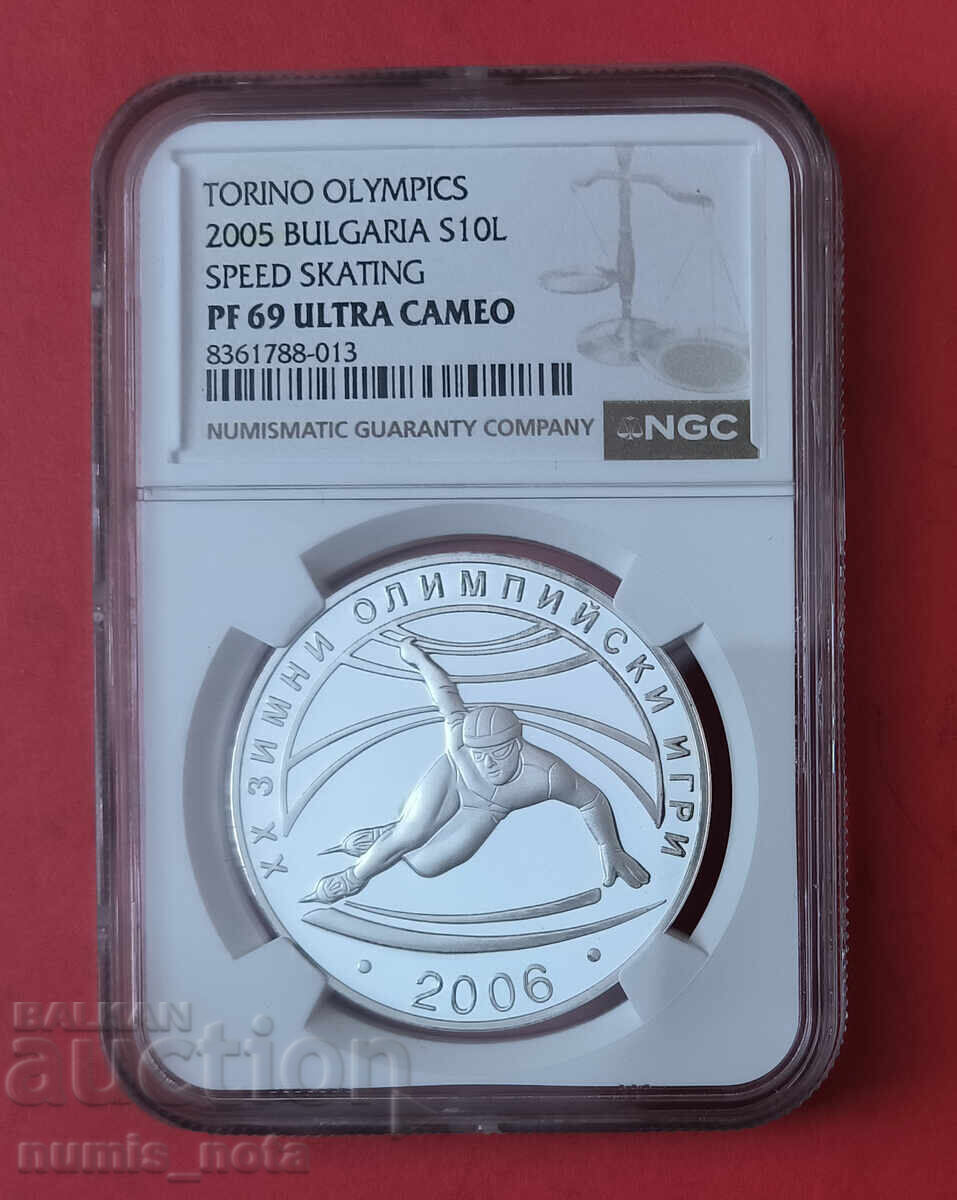 TORINO OLYMPICS
2005 BULGARIA S10L
SPEED SKATING
PF 69 ULTRA CAMEO
8361788-013
NUMISMATIC GUARANTY COMPANY NGC
XX ЗИМНИ ОЛИМПИЙСКИ ИГРИ
• 2006 •
BALKAN
auction
numis_nota